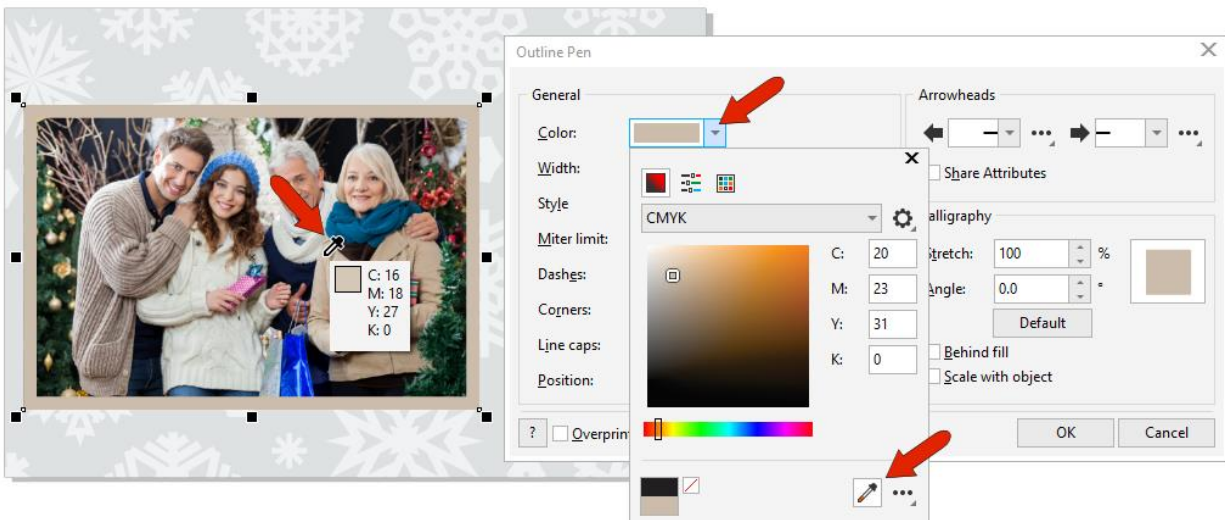 Outline Pen
General
Color:
Width:
Style
Miter limit:
Dashes:
Corners:
Line caps:
Position:
? Overprin
Arrowheads
Share Attributes
alligraphy
Stretch: 100 %
Angle: 0.0 °
Default
Behind fill
Scale with object
OK Cancel
CMYK
C: 20
M: 23
Y: 31
K: 0
C: 16
M: 18
Y: 27
K: 0